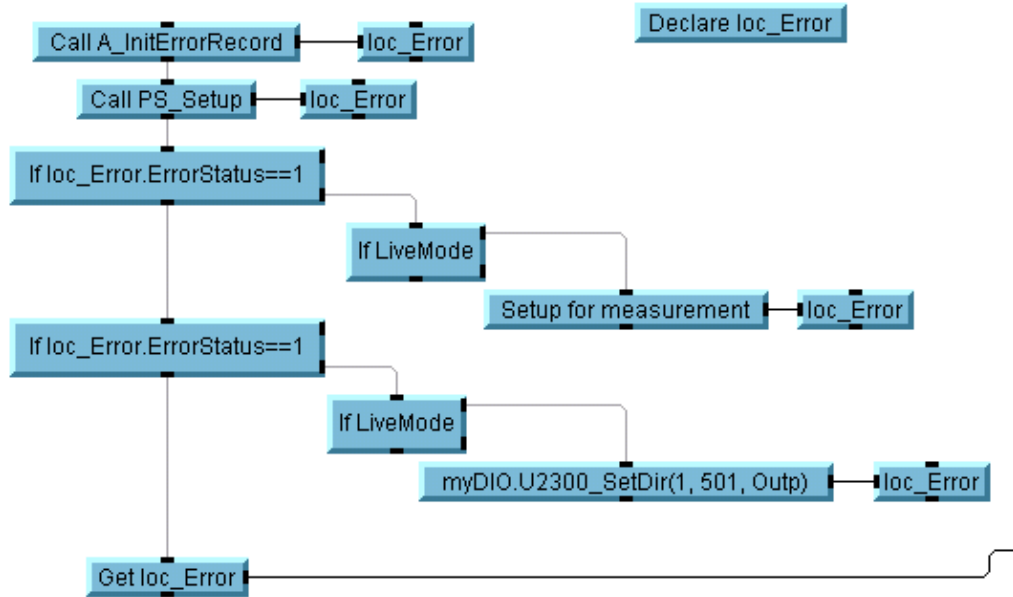 Declare loc_Error
Call A_InitErrorRecord
loc_Error
Call PS_Setup
loc_Error
If loc_Error.ErrorStatus==1
If LiveMode
Setup for measurement
loc_Error
If loc_Error.ErrorStatus==1
If LiveMode
myDIO.U2300_SetDir(1, 501, Outp)
loc_Error
Get loc_Error